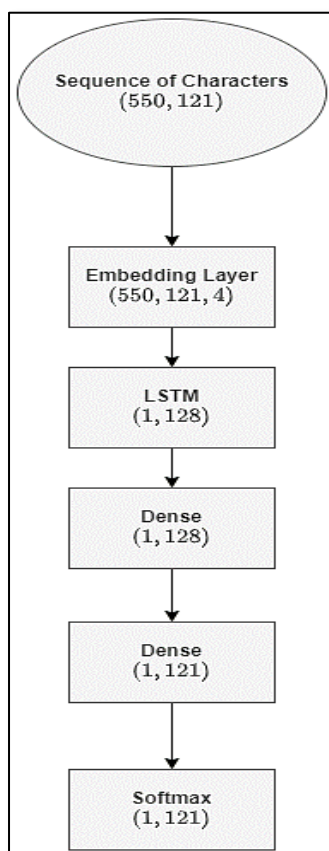 Sequence of Characters
(550, 121)
Embedding Layer
(550, 121, 4)
LSTM
(1, 128)
Dense
(1, 128)
Dense
(1, 121)
Softmax
(1, 121)